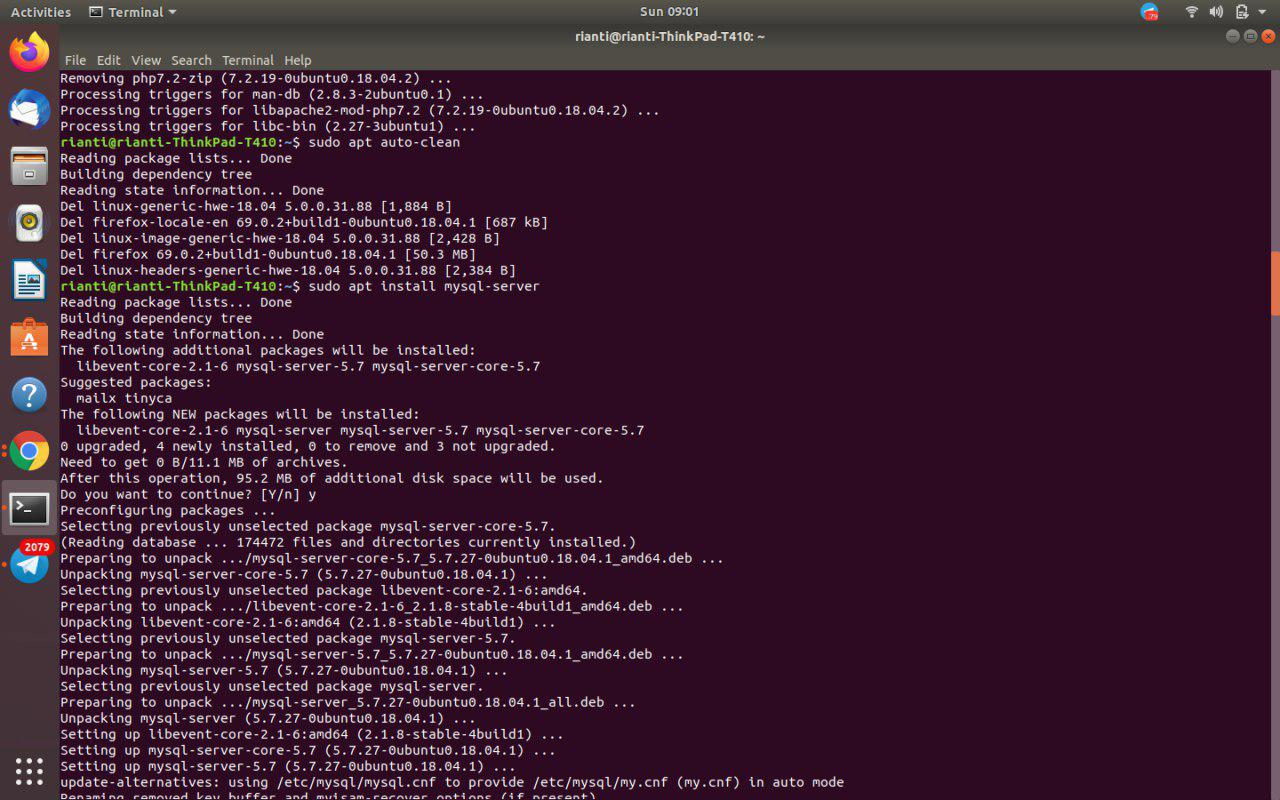 Activities Terminal Sun 09:01
rianti@rianti-ThinkPad-T410: ~
File Edit View Search Terminal Help
Removing php7.2-zip (7.2.19-0ubuntu0.18.04.2) ...
Processing triggers for man-db (2.8.3-2ubuntu0.1) ...
Processing triggers for libapache2-mod-php7.2 (7.2.19-0ubuntu0.18.04.2) ...
Processing triggers for libc-bin (2.27-3ubuntu1) ...
rianti@rianti-ThinkPad-T410:~$ sudo apt auto-clean
Reading package lists... Done
Building dependency tree
Reading state information... Done
Del linux-generic-hwe-18.04 5.0.0.31.88 [1,884 B]
Del firefox-locale-en 69.0.2+build1-0ubuntu0.18.04.1 [687 kB]
Del linux-image-generic-hwe-18.04 5.0.0.31.88 [2,428 B]
Del firefox 69.0.2+build1-0ubuntu0.18.04.1 [50.3 MB]
Del linux-headers-generic-hwe-18.04 5.0.0.31.88 [2,384 B]
rianti@rianti-ThinkPad-T410:~$ sudo apt install mysql-server
Reading package lists... Done
Building dependency tree
Reading state information... Done
The following additional packages will be installed:
libevent-core-2.1-6 mysql-server-5.7 mysql-server-core-5.7
Suggested packages:
mailx tinyca
The following NEW packages will be installed:
libevent-core-2.1-6 mysql-server mysql-server-5.7 mysql-server-core-5.7
0 upgraded, 4 newly installed, 0 to remove and 3 not upgraded.
Need to get 0 B/11.1 MB of archives.
After this operation, 95.2 MB of additional disk space will be used.
Do you want to continue? [Y/n] y
Preconfiguring packages ...
Selecting previously unselected package mysql-server-core-5.7.
(Reading database ... 174472 files and directories currently installed.)
Preparing to unpack .../mysql-server-core-5.7_5.7.27-0ubuntu0.18.04.1_amd64.deb ...
Unpacking mysql-server-core-5.7 (5.7.27-0ubuntu0.18.04.1) ...
Selecting previously unselected package libevent-core-2.1-6:amd64.
Preparing to unpack .../libevent-core-2.1-6_2.1.8-stable-4build1_amd64.deb ...
Unpacking libevent-core-2.1-6:amd64 (2.1.8-stable-4build1) ...
Selecting previously unselected package mysql-server-5.7.
Preparing to unpack .../mysql-server-5.7_5.7.27-0ubuntu0.18.04.1_amd64.deb ...
Unpacking mysql-server-5.7 (5.7.27-0ubuntu0.18.04.1) ...
Selecting previously unselected package mysql-server.
Preparing to unpack .../mysql-server_5.7.27-0ubuntu0.18.04.1_all.deb ...
Unpacking mysql-server (5.7.27-0ubuntu0.18.04.1) ...
Setting up libevent-core-2.1-6:amd64 (2.1.8-stable-4build1) ...
Setting up mysql-server-core-5.7 (5.7.27-0ubuntu0.18.04.1) ...
Setting up mysql-server-5.7 (5.7.27-0ubuntu0.18.04.1) ...
update-alternatives: using /etc/mysql/mysql.cnf to provide /etc/mysql/my.cnf (my.cnf) in auto mode
Renaming removed key_buffer and myisam-recover options (if present)
2079